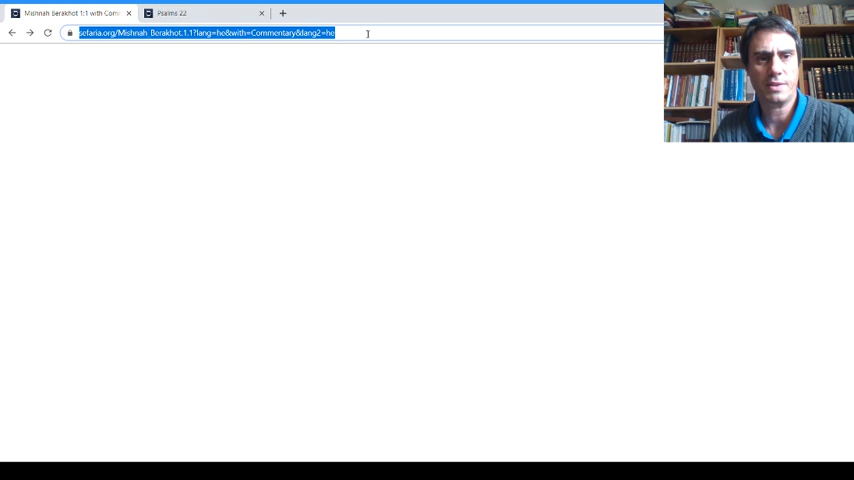 Mishnah Berakhot 1:1 with Com
Psalms 22
sefaria.org/Mishnah_Berakhot.1.1?lang=he&with=Commentary&lang2=he